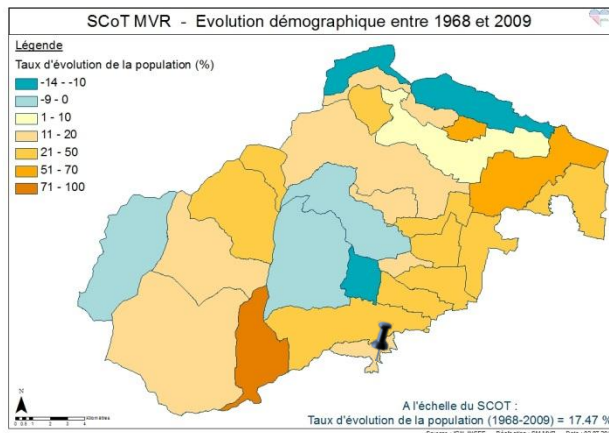 SCoT MVR - Evolution démographique entre 1968 et 2009
Légende
Taux d'évolution de la population (%)
-14 - -10
-9 - 0
1 - 10
11 - 20
21 - 50
51 - 70
71 - 100
N
Kilomètres
A l'échelle du SCOT :
Taux d'évolution de la population (1968-2009) = 17.47 %